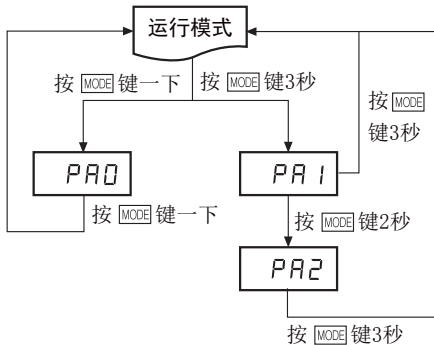 运行模式
按 MODE 键一下
按 MODE 键3秒
按 MODE
键3秒
PA0
PA1
按 MODE 键一下
按 MODE 键2秒
PA2
按 MODE 键3秒